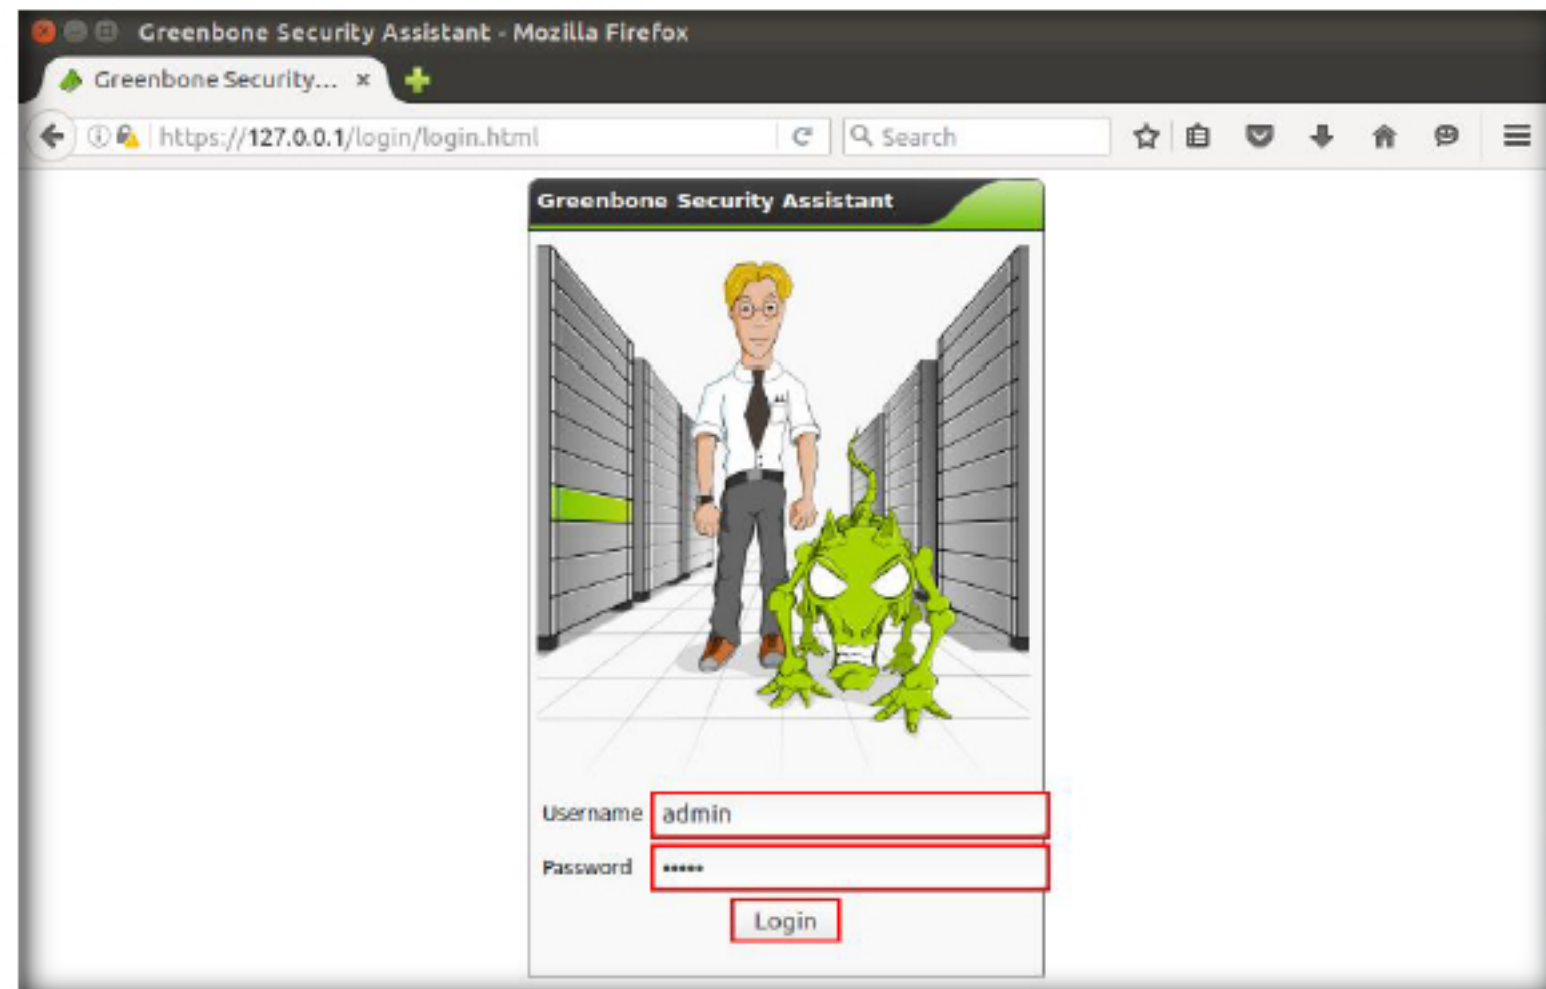 Greenbone Security Assistant - Mozilla Firefox
Greenbone Security...
https://127.0.0.1/login/login.html
Search
Greenbone Security Assistant
Username admin
Password •••••
Login